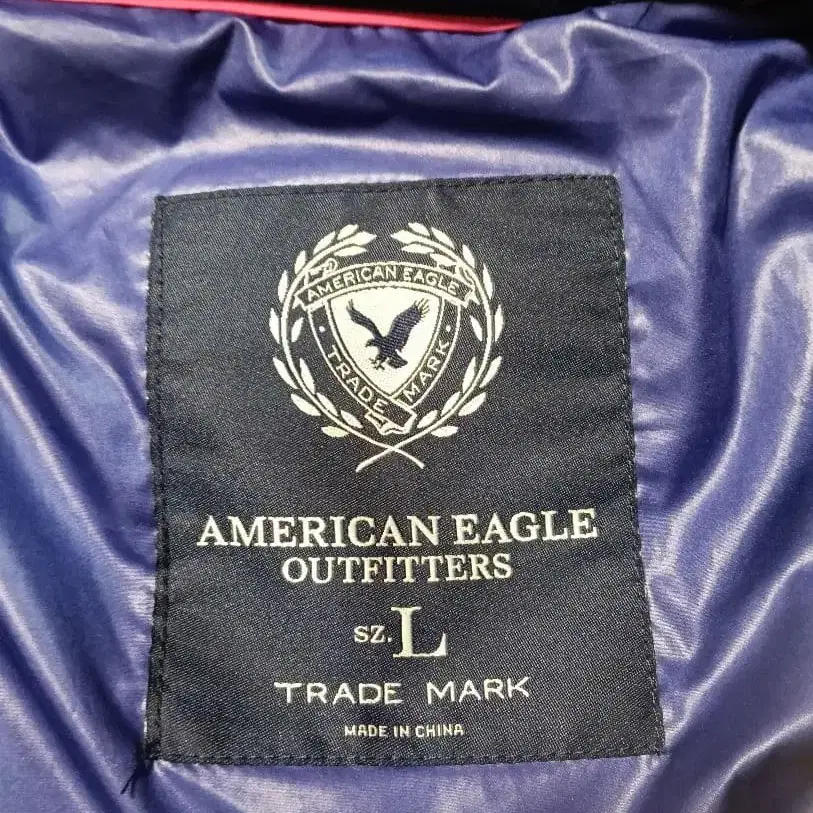 AMERICAN EAGLE
TRADE MARK
AMERICAN EAGLE
OUTFITTERS
SZ. L
TRADE MARK
MADE IN CHINA